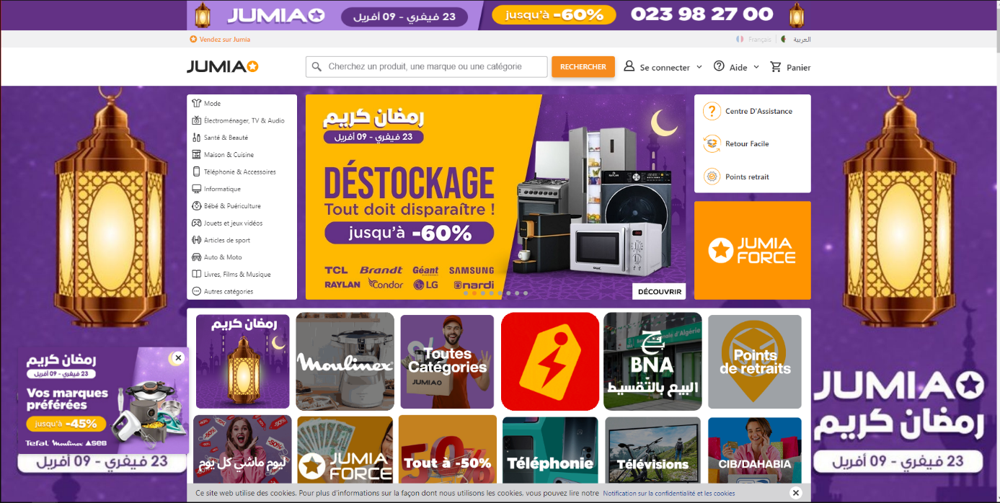 JUMIA
23 فيفري - 09 أفريل
jusqu'à -60%
023 98 27 00
Vendez sur Jumia
Français
العربية
JUMIA
Cherchez un produit, une marque ou une catégorie
RECHERCHER
Se connecter
Aide
Panier
Mode
Électroménager, TV & Audio
Santé & Beauté
Maison & Cuisine
Téléphonie & Accessoires
Informatique
Bébé & Puériculture
Jouets et jeux vidéos
Articles de sport
Auto & Moto
Livres, Films & Musique
Autres catégories
رمضان كريم
23 فيفري - 09 أفريل
DÉSTOCKAGE
Tout doit disparaître !
jusqu'à -60%
TCL Brandt Géant SAMSUNG
RAYLAN Condor LG nardi
DÉCOUVRIR
Centre D'Assistance
Retour Facile
Points retrait
JUMIA
FORCE
رمضان كريم
Moulinex
Toutes
Catégories
JUMIA
BNA
البيع بالتّقسيط
Points
de retraits
ليوم ماشي كل يوم
JUMIA
FORCE
50%
Tout à -50%
Téléphonie
Télévisions
CIB/DAHABIA
رمضان كريم
23 فيفري - 09 أفريل
Vos marques
préférées
jusqu'à -45%
Tefal Moulinex SEB
23 فيفري - 09 أفريل
JUMIA
رمضان كريم
23 فيفري - 09 أفريل
Ce site web utilise des cookies. Pour plus d'informations sur la façon dont nous utilisons les cookies, vous pouvez lire notre Notification sur la confidentialité et les cookies